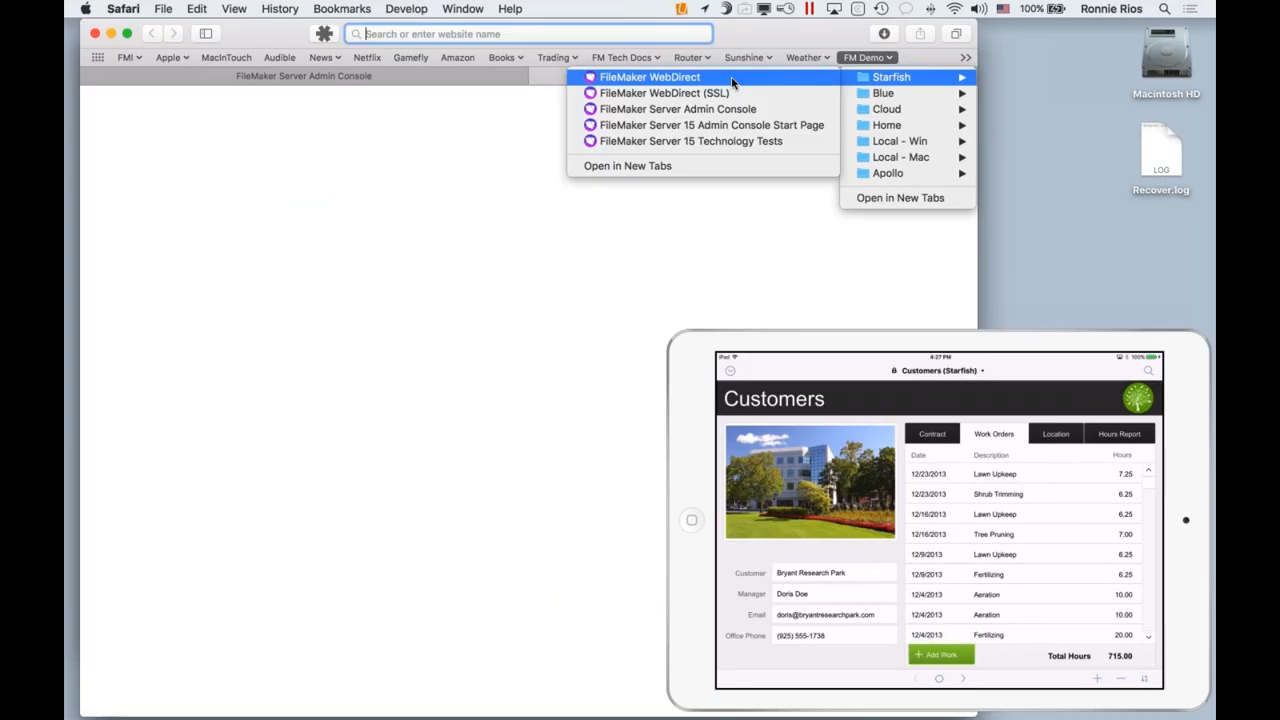 Safari File Edit View History Bookmarks Develop Window Help 100% Ronnie Rios
Search or enter website name
FMI Apple MacInTouch Audible News Netflix Gamefly Amazon Books Trading FM Tech Docs Router Sunshine Weather FM Demo
FileMaker Server Admin Console
FileMaker WebDirect
FileMaker WebDirect (SSL)
FileMaker Server Admin Console
FileMaker Server 15 Admin Console Start Page
FileMaker Server 15 Technology Tests
Open in New Tabs
Starfish
Blue
Cloud
Home
Local - Win
Local - Mac
Apollo
Open in New Tabs
Macintosh HD
LOG
Recover.log
iPad 4:27 PM 100%
Customers (Starfish)
Customers
Contract Work Orders Location Hours Report
Date Description Hours
12/23/2013 Lawn Upkeep 7.25
12/23/2013 Shrub Trimming 6.25
12/16/2013 Lawn Upkeep 6.25
12/16/2013 Tree Pruning 7.00
12/9/2013 Lawn Upkeep 6.25
12/9/2013 Fertilizing 6.25
12/4/2013 Aeration 10.00
12/4/2013 Aeration 10.00
12/4/2013 Fertilizing 20.00
Customer Bryant Research Park
Manager Doris Doe
Email doris@bryantresearchpark.com
Office Phone (925) 555-1738
+ Add Work Total Hours 715.00